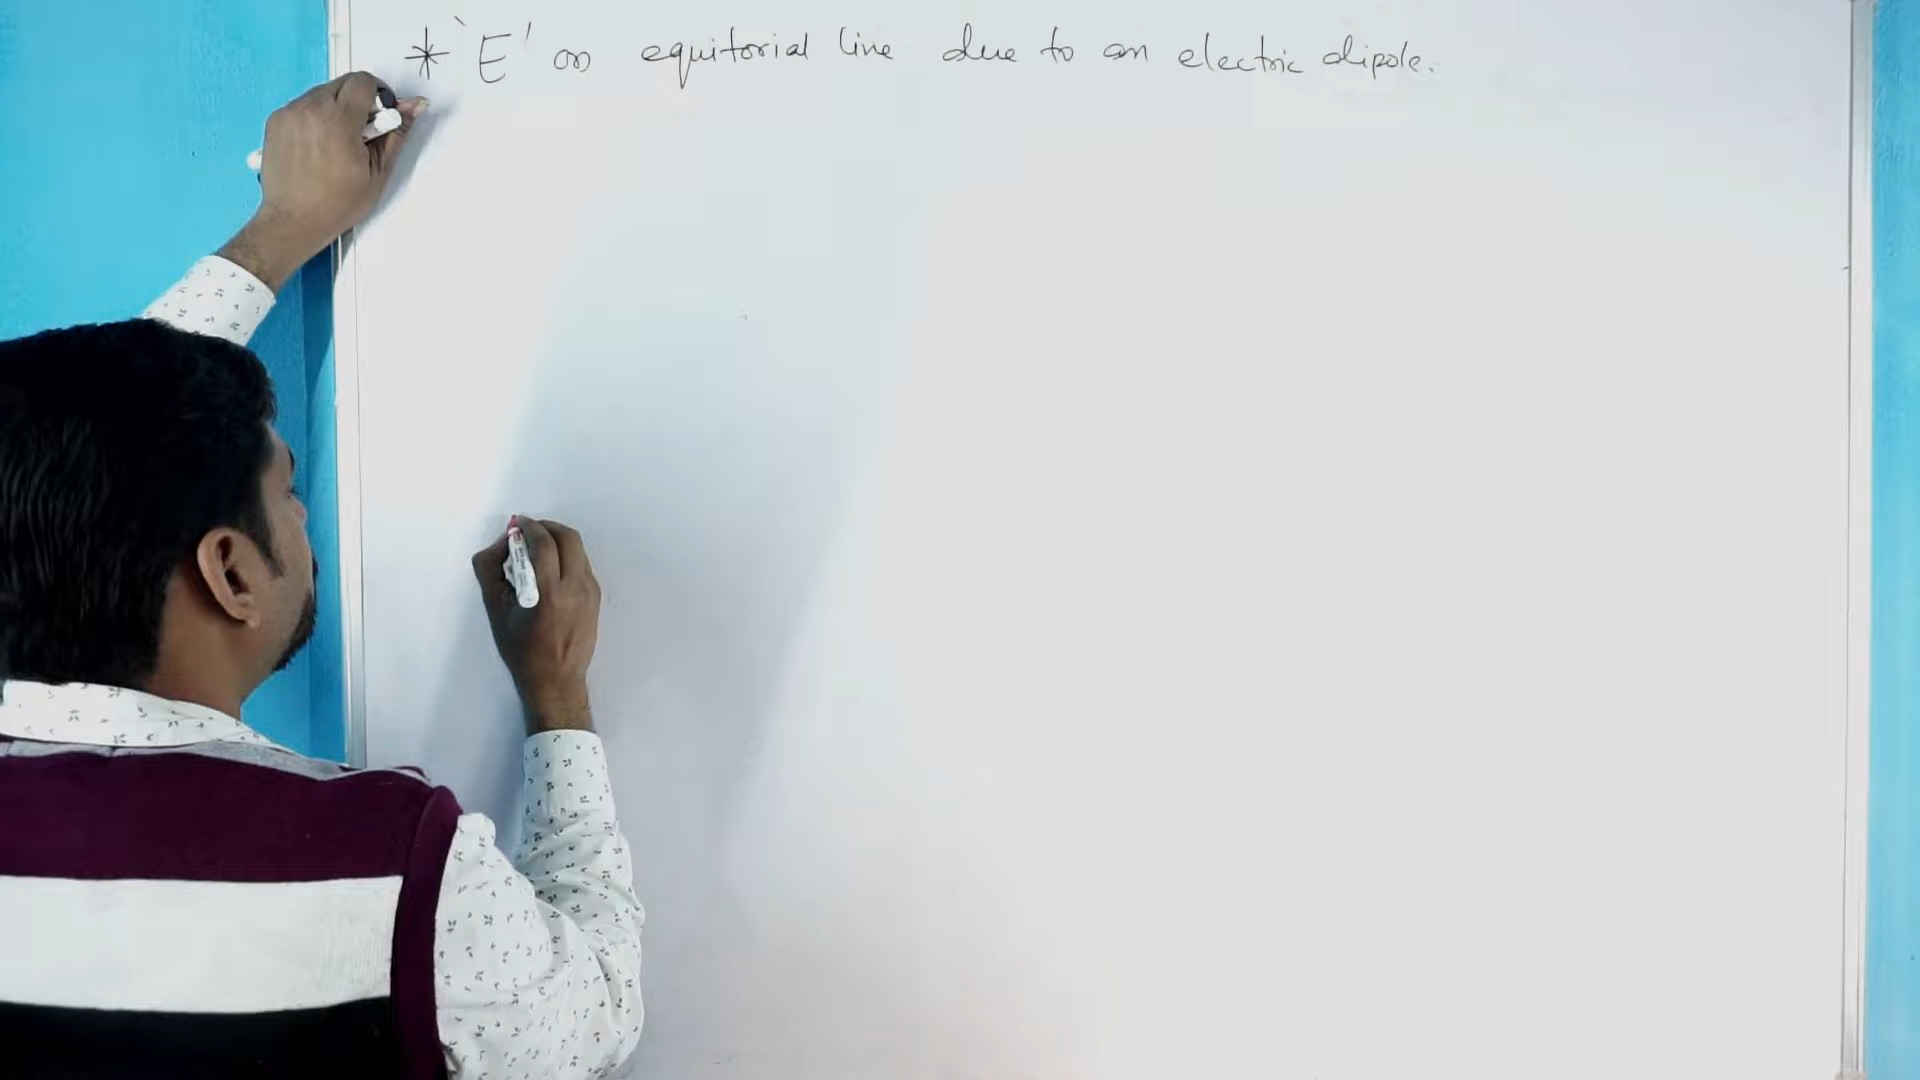 * 'E' on equitorial line due to an electric dipole.